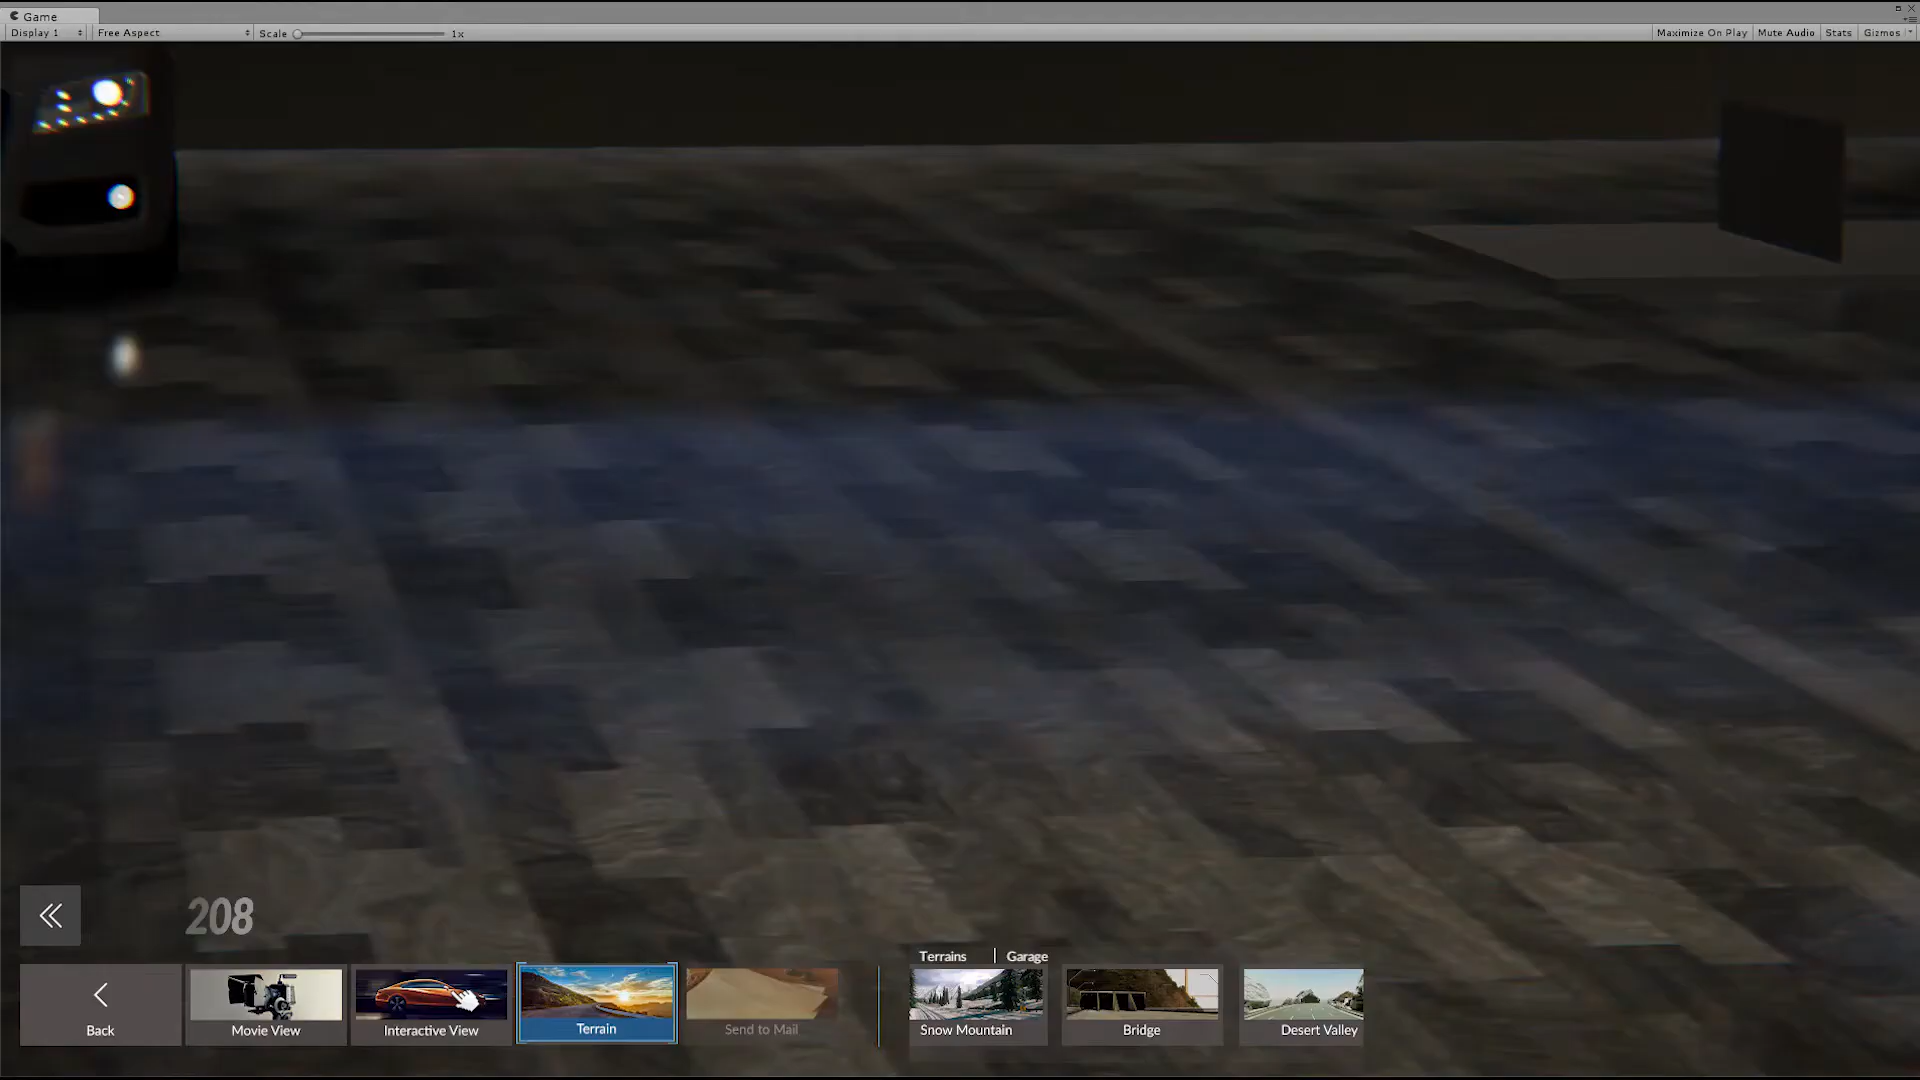 Game
Display 1 Free Aspect Scale 1x Maximize On Play Mute Audio Stats Gizmos
208
Terrains | Garage
Back Movie View Interactive View Terrain Send to Mail Snow Mountain Bridge Desert Valley